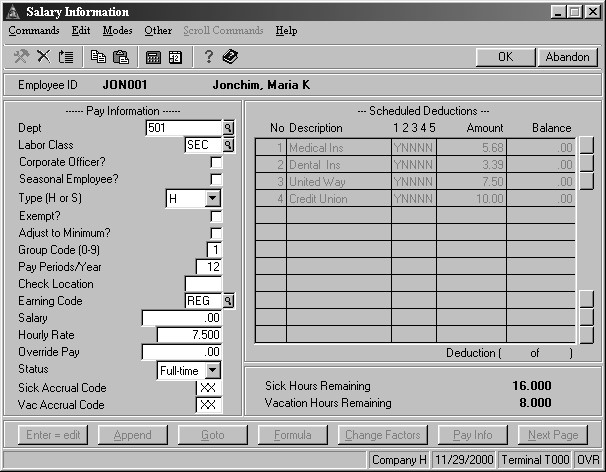 Salary Information
Commands Edit Modes Other Scroll Commands Help
OK Abandon
Employee ID JON001 Jonchim, Maria K
------ Pay Information ------
Dept 501
Labor Class SEC
Corporate Officer?
Seasonal Employee?
Type (H or S) H
Exempt?
Adjust to Minimum?
Group Code (0-9) 1
Pay Periods/Year 12
Check Location
Earning Code REG
Salary .00
Hourly Rate 7.500
Override Pay .00
Status Full-time
Sick Accrual Code XX
Vac Accrual Code XX
--- Scheduled Deductions ---
No Description 1 2 3 4 5 Amount Balance
1 Medical Ins YNNNN 5.68 .00
2 Dental Ins YNNNN 3.39 .00
3 United Way YNNNN 7.50 .00
4 Credit Union YNNNN 10.00 .00
Deduction ( of )
Sick Hours Remaining 16.000
Vacation Hours Remaining 8.000
Enter = edit Append Goto Formula Change Factors Pay Info Next Page
Company H 11/29/2000 Terminal T000 OVR